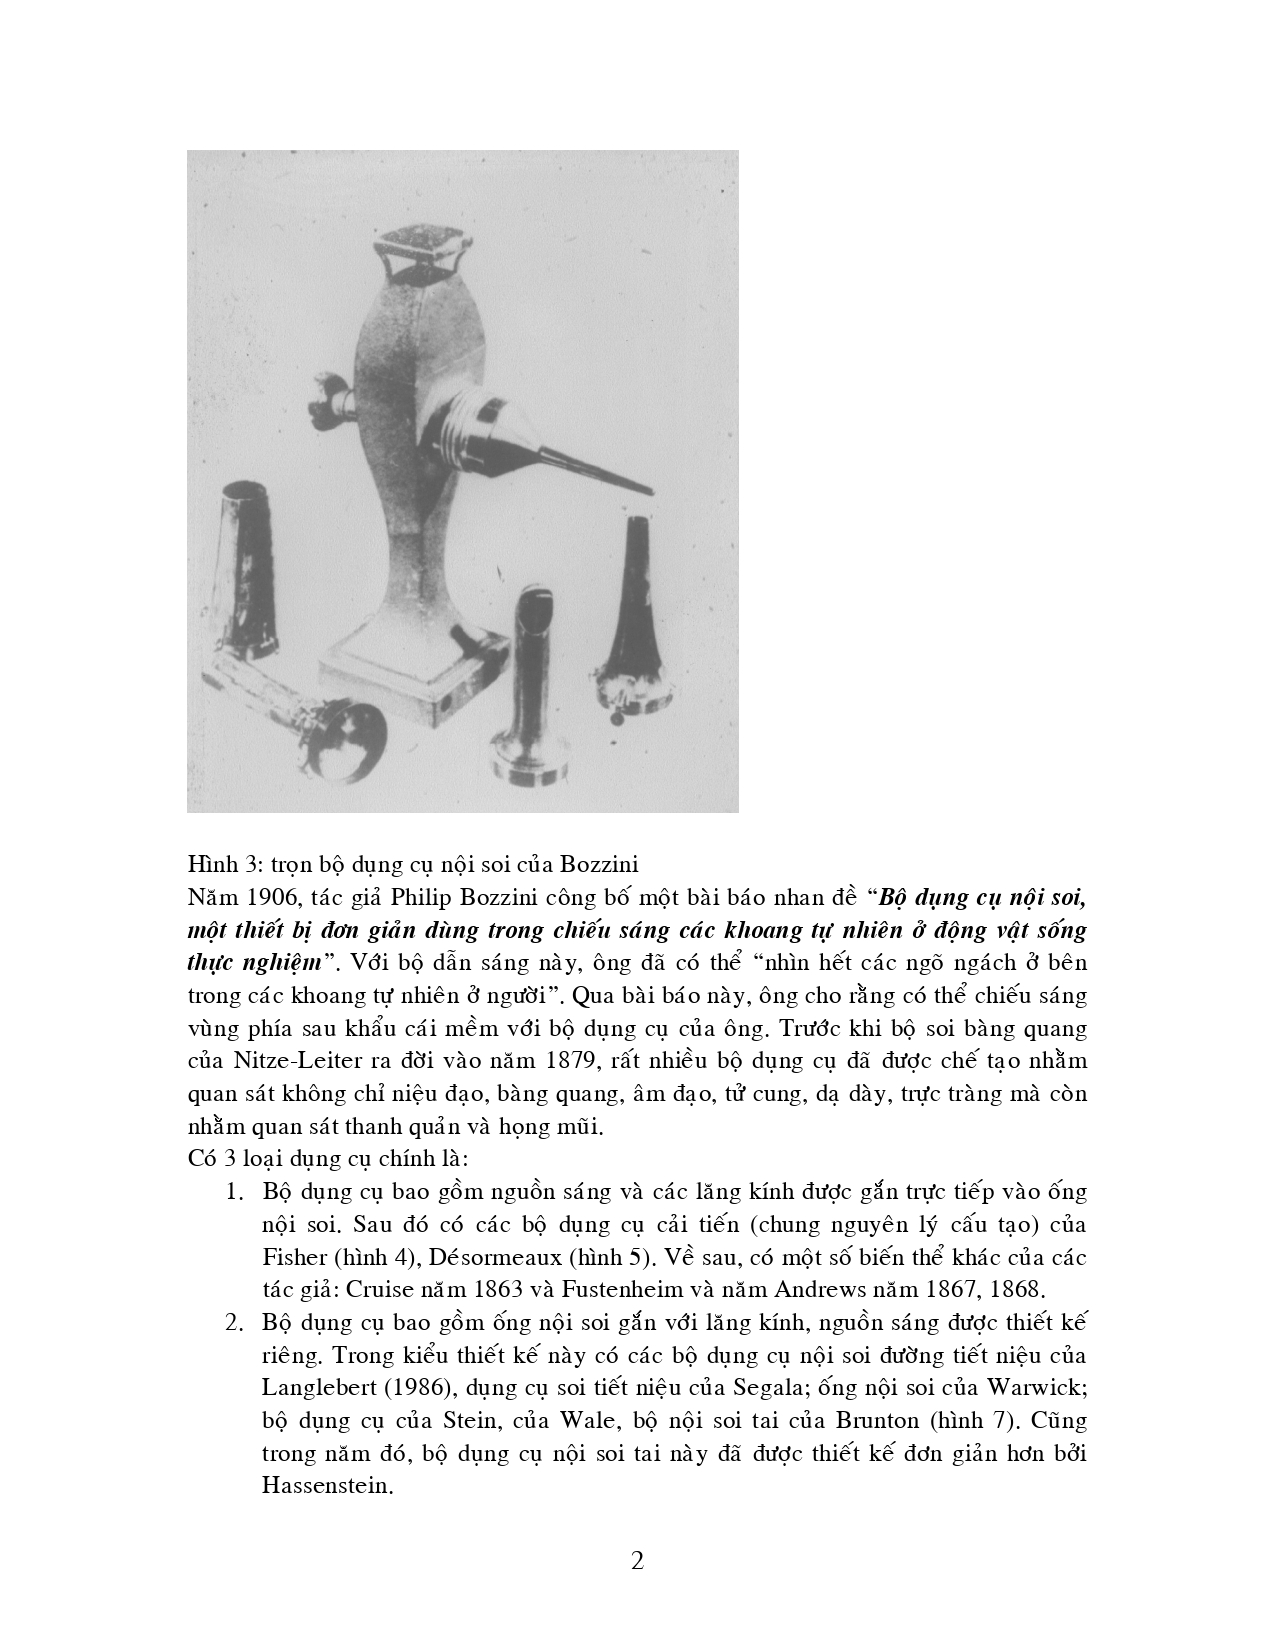 Hình 3: trọn bộ dụng cụ nội soi của Bozzini
Năm 1906, tác giả Philip Bozzini công bố một bài báo nhan đề “Bộ dụng cụ nội soi,
một thiết bị đơn giản dùng trong chiếu sáng các khoang tự nhiên ở động vật sống
thực nghiệm”. Với bộ dẫn sáng này, ông đã có thể “nhìn hết các ngõ ngách ở bên
trong các khoang tự nhiên ở người”. Qua bài báo này, ông cho rằng có thể chiếu sáng
vùng phía sau khẩu cái mềm với bộ dụng cụ của ông. Trước khi bộ soi bàng quang
của Nitze-Leiter ra đời vào năm 1879, rất nhiều bộ dụng cụ đã được chế tạo nhằm
quan sát không chỉ niệu đạo, bàng quang, âm đạo, tử cung, dạ dày, trực tràng mà còn
nhằm quan sát thanh quản và họng mũi.
Có 3 loại dụng cụ chính là:
1. Bộ dụng cụ bao gồm nguồn sáng và các lăng kính được gắn trực tiếp vào ống
nội soi. Sau đó có các bộ dụng cụ cải tiến (chung nguyên lý cấu tạo) của
Fisher (hình 4), Désormeaux (hình 5). Về sau, có một số biến thể khác của các
tác giả: Cruise năm 1863 và Fustenheim và năm Andrews năm 1867, 1868.
2. Bộ dụng cụ bao gồm ống nội soi gắn với lăng kính, nguồn sáng được thiết kế
riêng. Trong kiểu thiết kế này có các bộ dụng cụ nội soi đường tiết niệu của
Langlebert (1986), dụng cụ soi tiết niệu của Segala; ống nội soi của Warwick;
bộ dụng cụ của Stein, của Wale, bộ nội soi tai của Brunton (hình 7). Cũng
trong năm đó, bộ dụng cụ nội soi tai này đã được thiết kế đơn giản hơn bởi
Hassenstein.
2